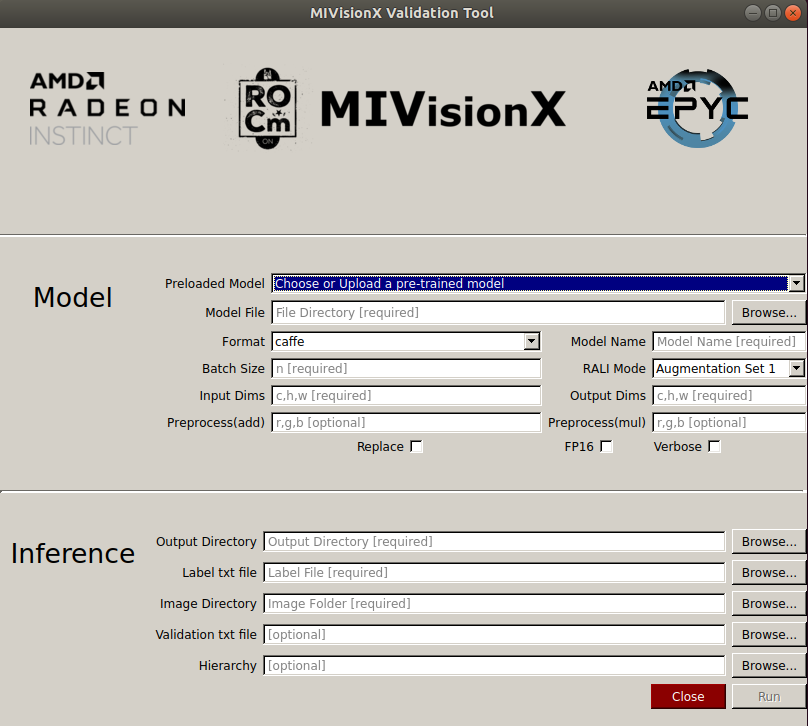 MIVisionX Validation Tool
AMD
RADEON
INSTINCT
ROCm
ON
MIVisionX
AMD
EPYC
Model
Preloaded Model Choose or Upload a pre-trained model
Model File File Directory [required] Browse...
Format caffe Model Name Model Name [required]
Batch Size n [required] RALI Mode Augmentation Set 1
Input Dims c,h,w [required] Output Dims c,h,w [required]
Preprocess(add) r,g,b [optional] Preprocess(mul) r,g,b [optional]
Replace FP16 Verbose
Inference
Output Directory Output Directory [required] Browse...
Label txt file Label File [required] Browse...
Image Directory Image Folder [required] Browse...
Validation txt file [optional] Browse...
Hierarchy [optional] Browse...
Close Run